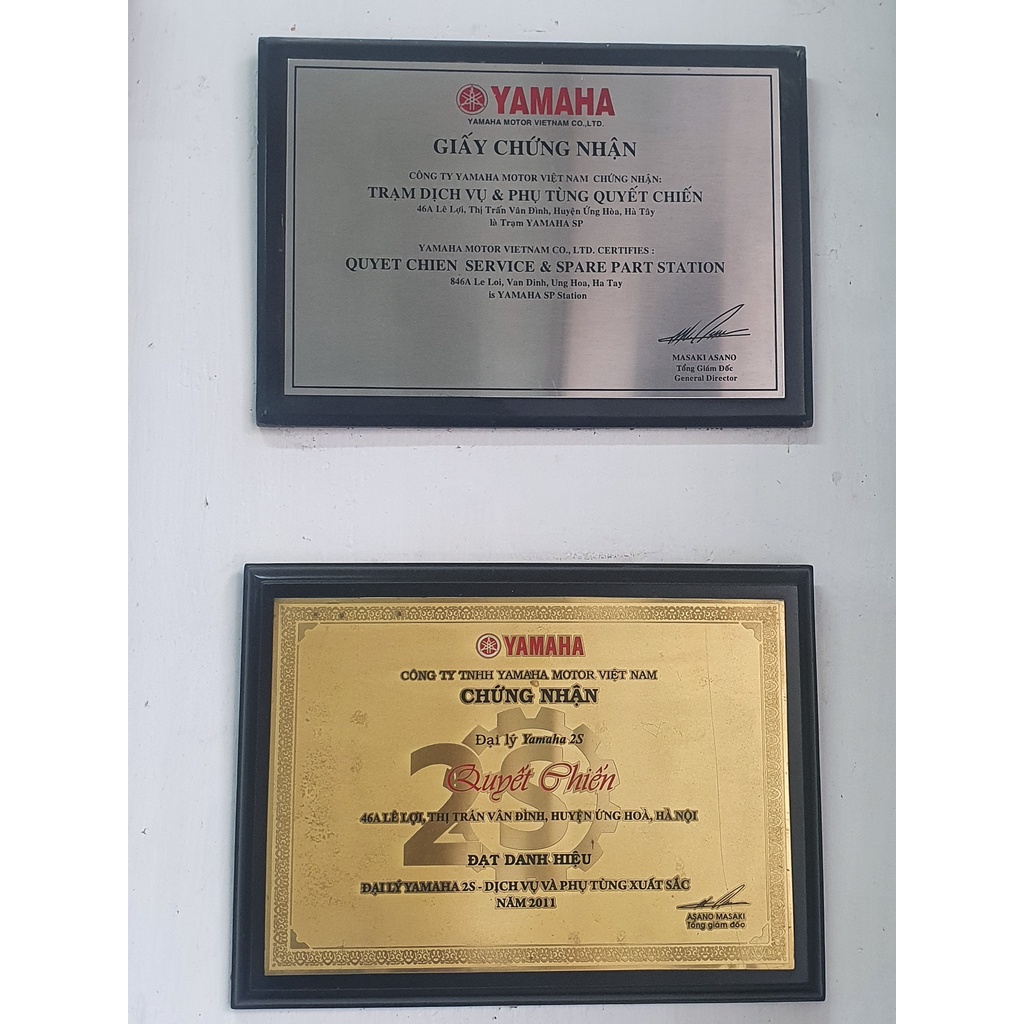 YAMAHA
YAMAHA MOTOR VIETNAM CO.,LTD.
GIẤY CHỨNG NHẬN
CÔNG TY YAMAHA MOTOR VIỆT NAM CHỨNG NHẬN:
TRẠM DỊCH VỤ & PHỤ TÙNG QUYẾT CHIẾN
46A Lê Lợi, Thị Trấn Vân Đình, Huyện Ứng Hòa, Hà Tây
là Trạm YAMAHA SP
YAMAHA MOTOR VIETNAM CO., LTD. CERTIFIES :
QUYET CHIEN SERVICE & SPARE PART STATION
846A Le Loi, Van Dinh, Ung Hoa, Ha Tay
is YAMAHA SP Station
MASAKI ASANO
Tổng Giám Đốc
General Director
YAMAHA
CÔNG TY TNHH YAMAHA MOTOR VIỆT NAM
CHỨNG NHẬN
Đại lý Yamaha 2S
2S
Quyết Chiến
46A LÊ LỢI, THỊ TRẤN VÂN ĐÌNH, HUYỆN ỨNG HOÀ, HÀ NỘI
ĐẠT DANH HIỆU
ĐẠI LÝ YAMAHA 2S - DỊCH VỤ VÀ PHỤ TÙNG XUẤT SẮC
NĂM 2011
ASANO MASAKI
Tổng giám đốc